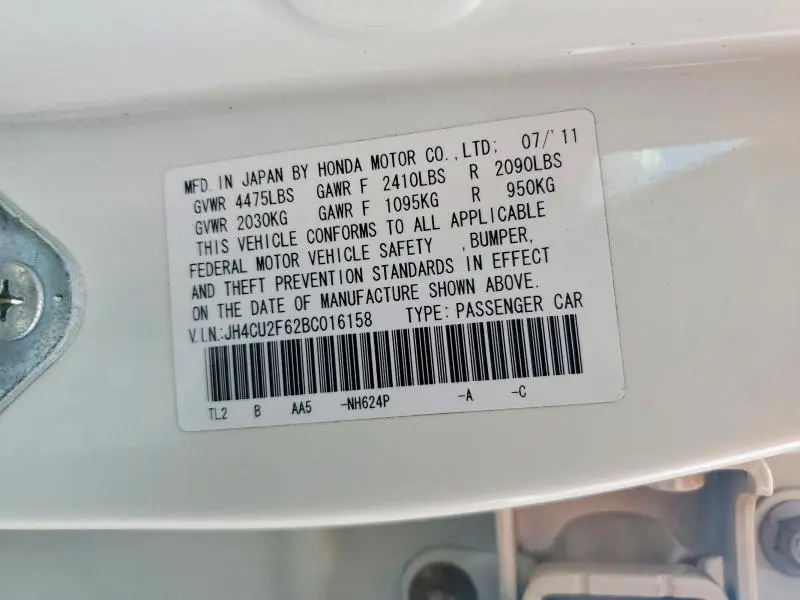 MFD. IN JAPAN BY HONDA MOTOR CO.,LTD; 07/'11
GVWR 4475LBS GAWR F 2410LBS R 2090LBS
GVWR 2030KG GAWR F 1095KG R 950KG
THIS VEHICLE CONFORMS TO ALL APPLICABLE
FEDERAL MOTOR VEHICLE SAFETY ,BUMPER,
AND THEFT PREVENTION STANDARDS IN EFFECT
ON THE DATE OF MANUFACTURE SHOWN ABOVE.
V.I.N.:JH4CU2F62BC016158 TYPE: PASSENGER CAR
TL2 B AA5 -NH624P -A -C